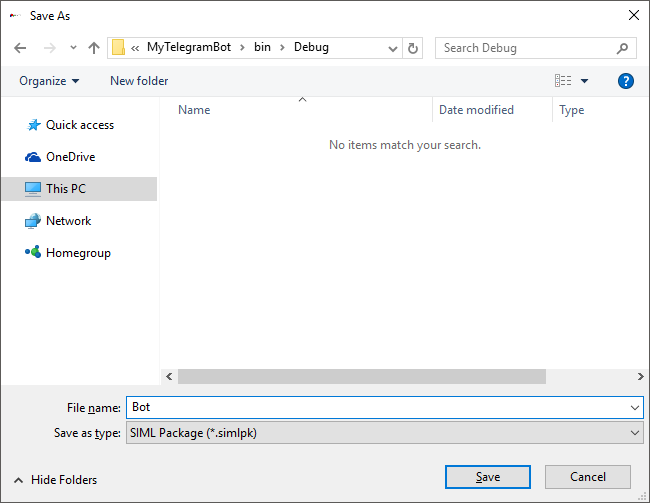 Save As
« MyTelegramBot › bin › Debug
Search Debug
Organize
New folder
?
Name
Date modified
Type
Quick access
OneDrive
This PC
Network
Homegroup
No items match your search.
File name: Bot
Save as type: SIML Package (*.simlpk)
Hide Folders
Save
Cancel